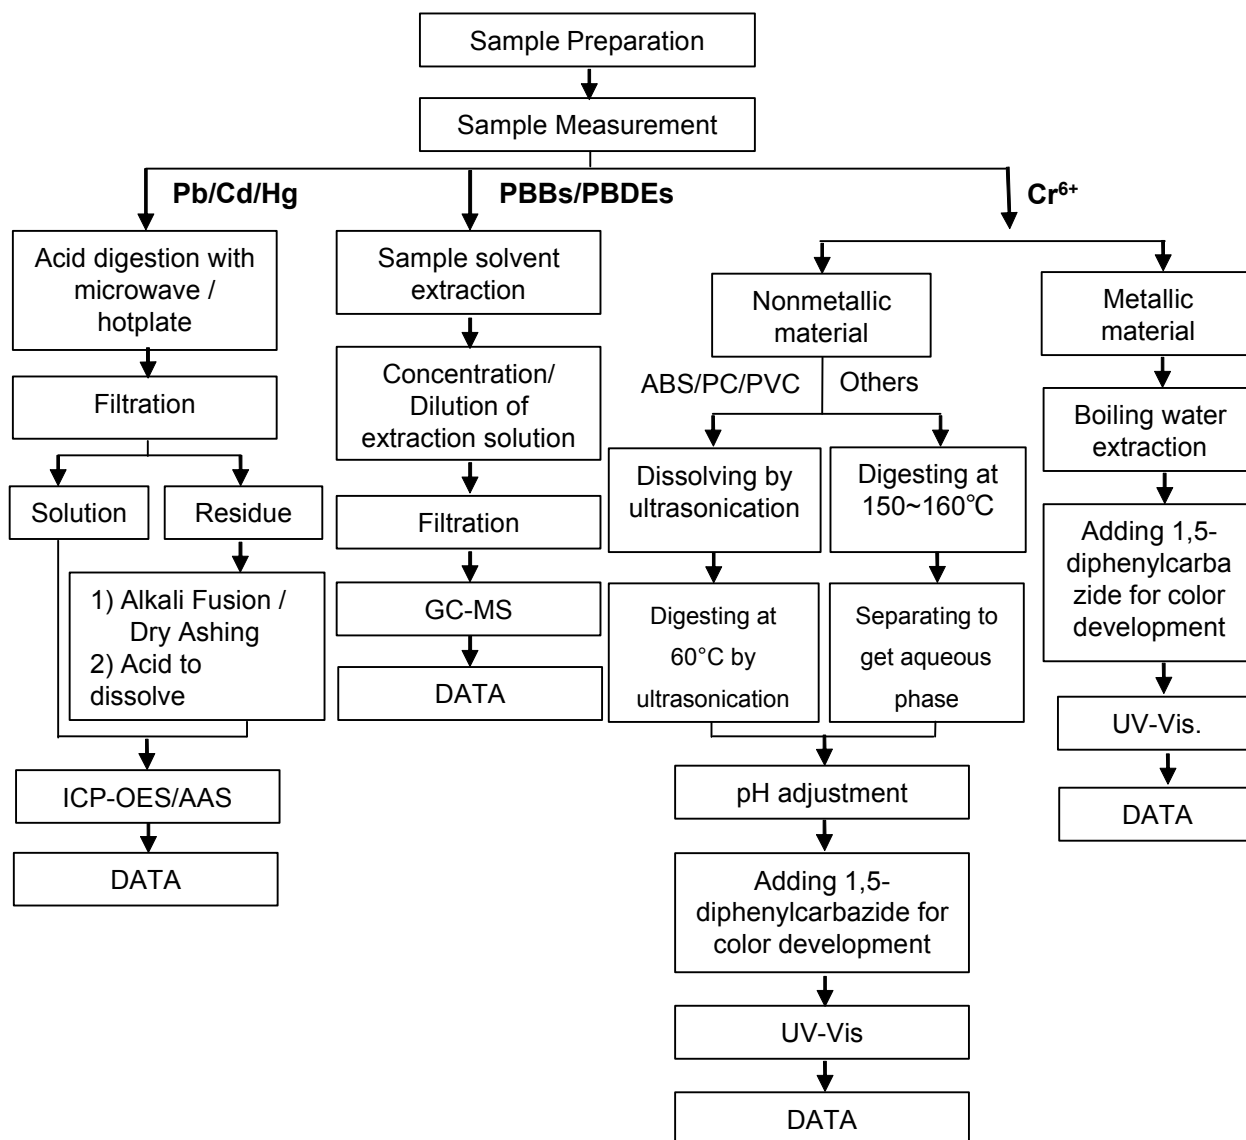 Sample Preparation
Sample Measurement
Pb/Cd/Hg
PBBs/PBDEs
Cr⁶⁺
Acid digestion with
microwave /
hotplate
Filtration
Solution
Residue
1) Alkali Fusion /
Dry Ashing
2) Acid to
dissolve
ICP-OES/AAS
DATA
Sample solvent
extraction
Concentration/
Dilution of
extraction solution
Filtration
GC-MS
DATA
Nonmetallic
material
ABS/PC/PVC
Others
Dissolving by
ultrasonication
Digesting at
60°C by
ultrasonication
Digesting at
150~160℃
Separating to
get aqueous
phase
pH adjustment
Adding 1,5-
diphenylcarbazide for
color development
UV-Vis
DATA
Metallic
material
Boiling water
extraction
Adding 1,5-
diphenylcarba
zide for color
development
UV-Vis.
DATA